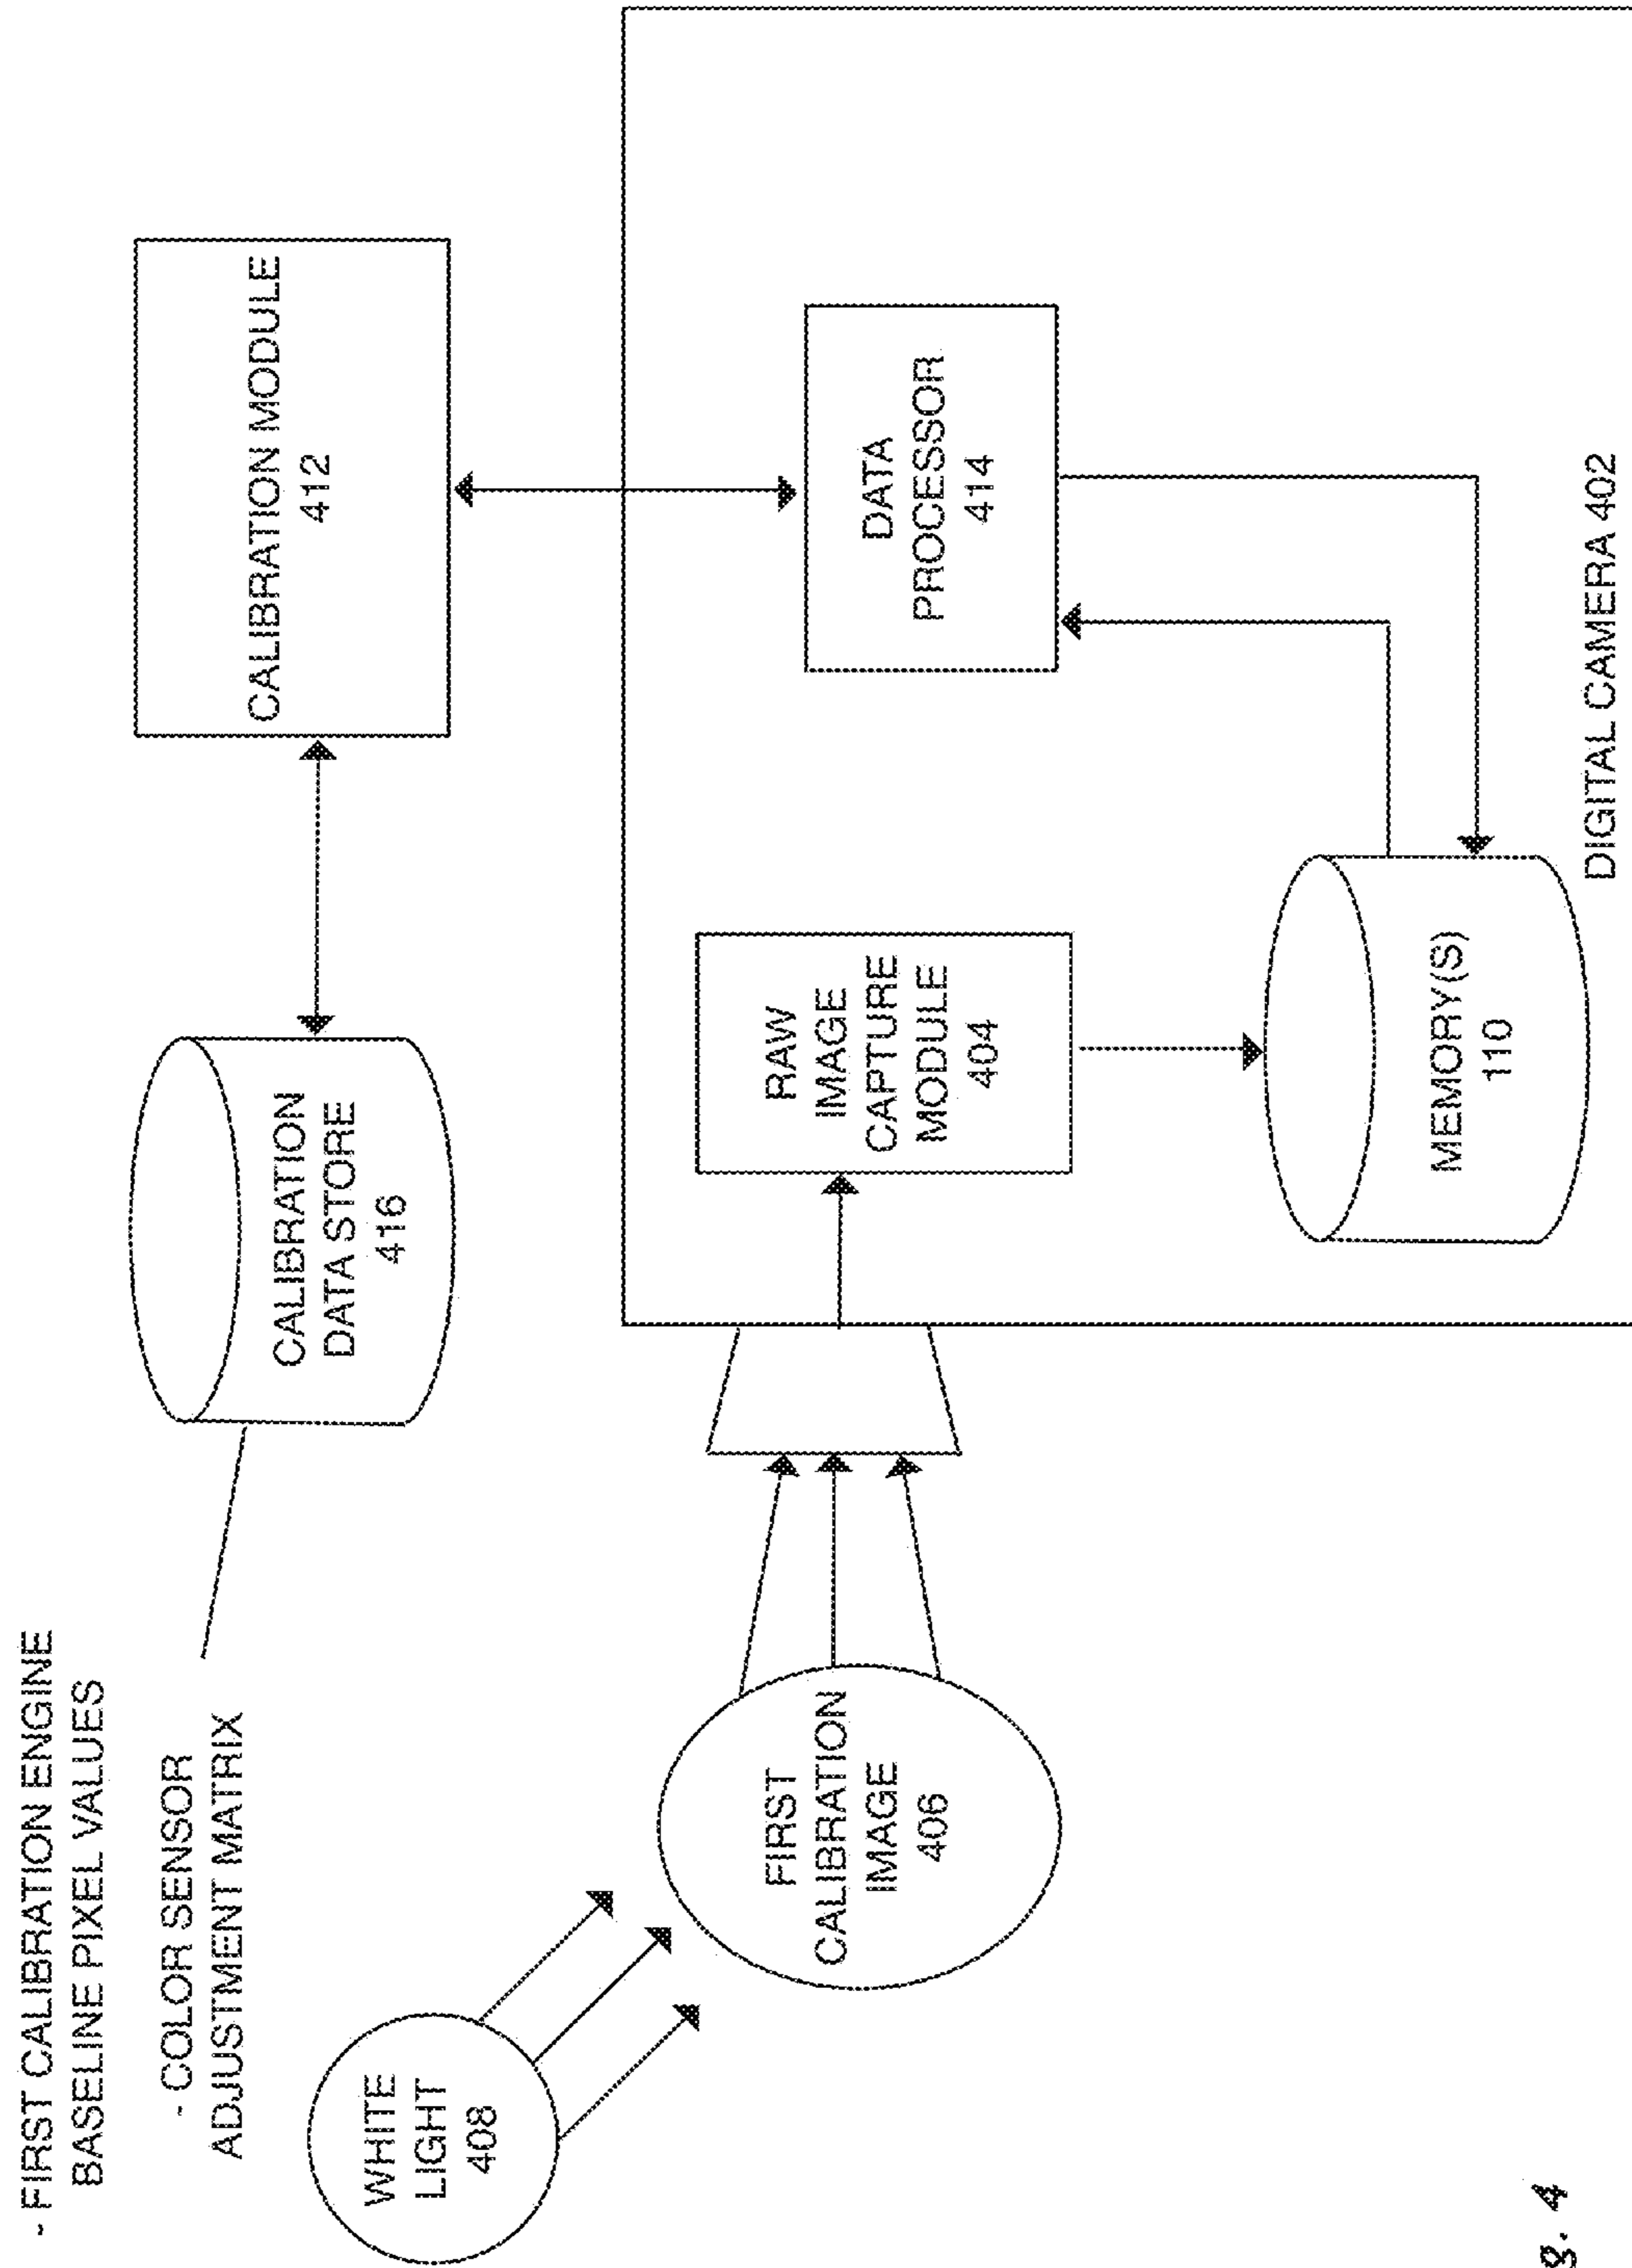 - FIRST CALIBRATION ENGINE
BASELINE PIXEL VALUES
- COLOR SENSOR
ADJUSTMENT MATRIX
WHITE
LIGHT
408
CALIBRATION
DATA STORE
416
CALIBRATION MODULE
412
FIRST
CALIBRATION
IMAGE
406
RAW
IMAGE
CAPTURE
MODULE
404
DATA
PROCESSOR
414
MEMORY(S)
110
DIGITAL CAMERA 402
g. 4